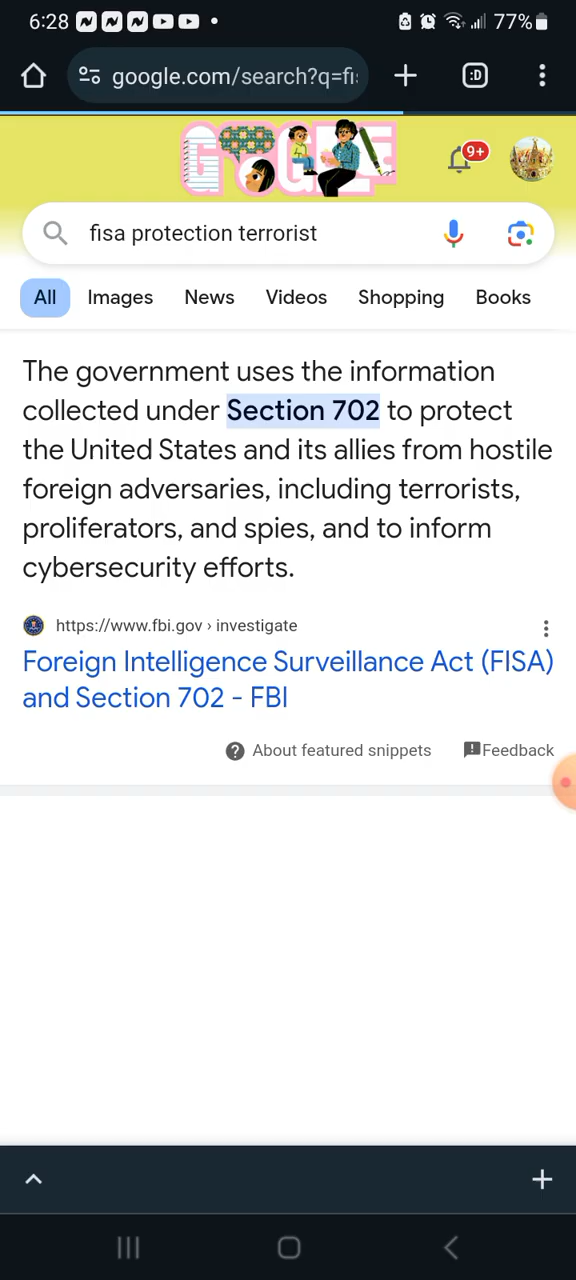 6:28
77%
google.com/search?q=fi
:D
GOOGLE
9+
fisa protection terrorist
All Images News Videos Shopping Books
The government uses the information
collected under Section 702 to protect
the United States and its allies from hostile
foreign adversaries, including terrorists,
proliferators, and spies, and to inform
cybersecurity efforts.
https://www.fbi.gov › investigate
Foreign Intelligence Surveillance Act (FISA)
and Section 702 - FBI
About featured snippets Feedback